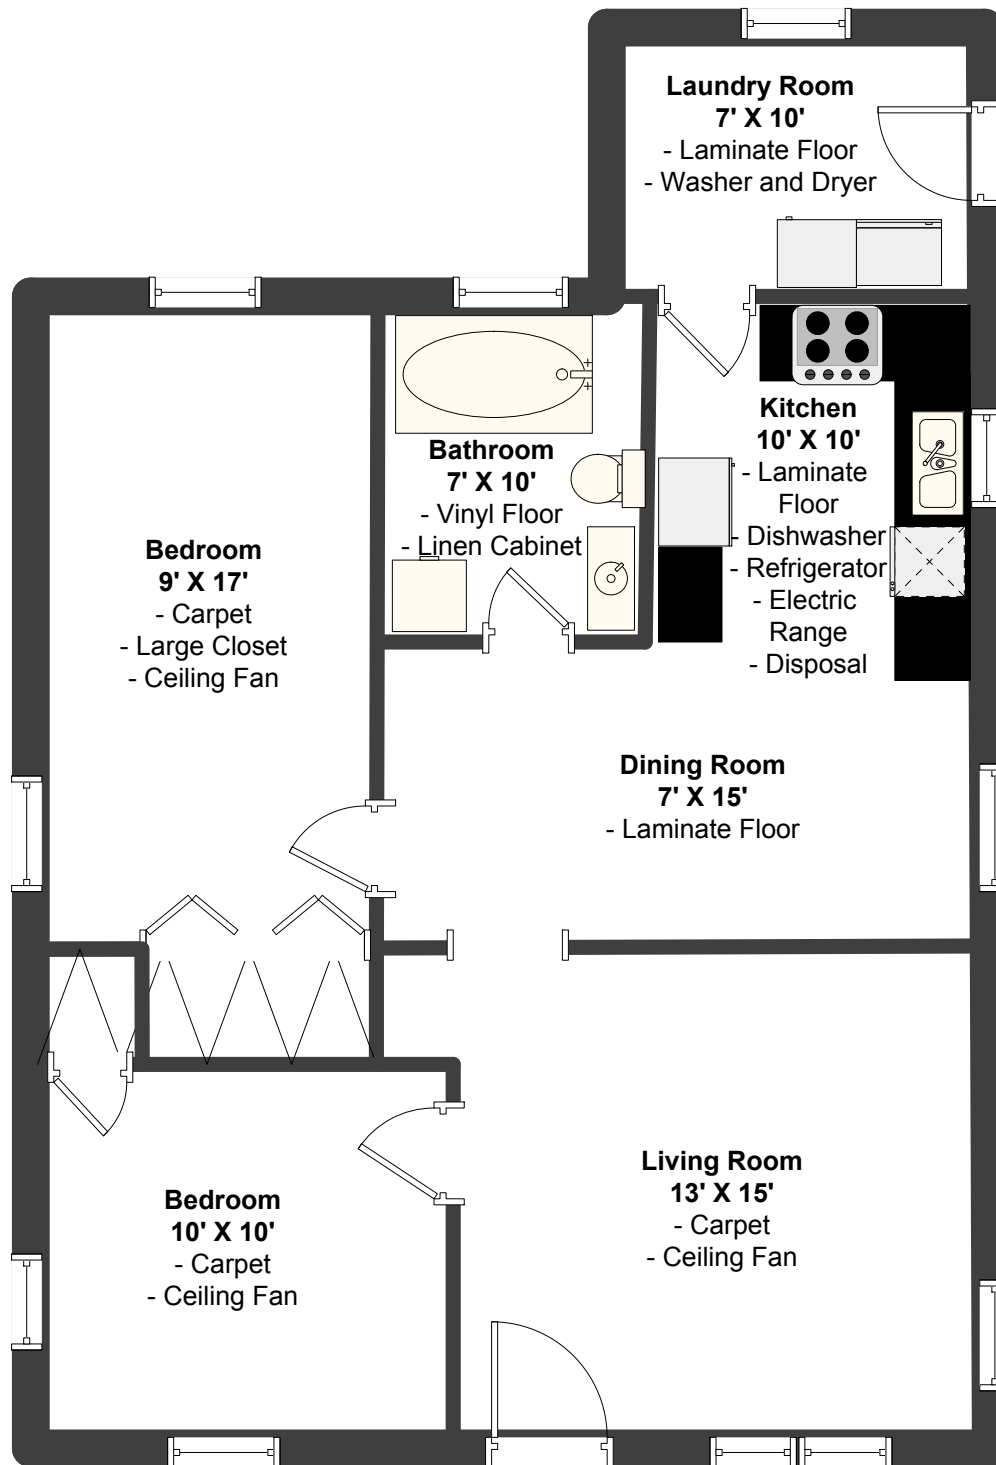 Laundry Room
7' X 10'
- Laminate Floor
- Washer and Dryer
Kitchen
10' X 10'
- Laminate
Floor
- Dishwasher
- Refrigerator
- Electric
Range
- Disposal
Bathroom
7' X 10'
- Vinyl Floor
- Linen Cabinet
Bedroom
9' X 17'
- Carpet
- Large Closet
- Ceiling Fan
Dining Room
7' X 15'
- Laminate Floor
Living Room
13' X 15'
- Carpet
- Ceiling Fan
Bedroom
10' X 10'
- Carpet
- Ceiling Fan